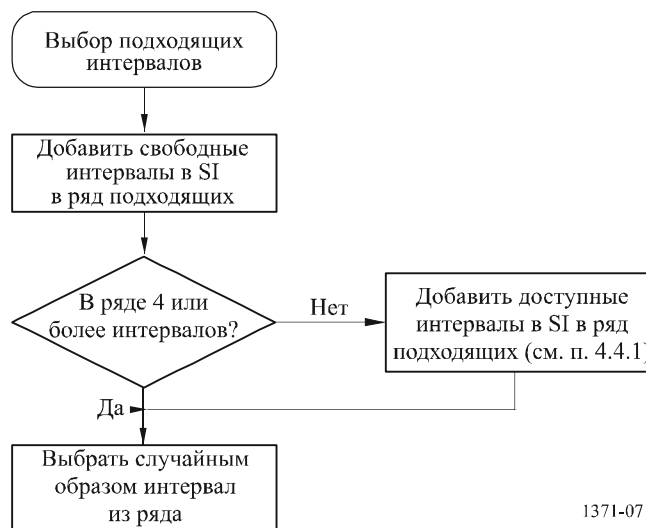 Выбор подходящих
интервалов
Добавить свободные
интервалы в SI
в ряд подходящих
В ряде 4 или
более интервалов?
Нет
Добавить доступные
интервалы в SI в ряд
подходящих (см. п. 4.4.1)
Да
Выбрать случайным
образом интервал
из ряда
1371-07